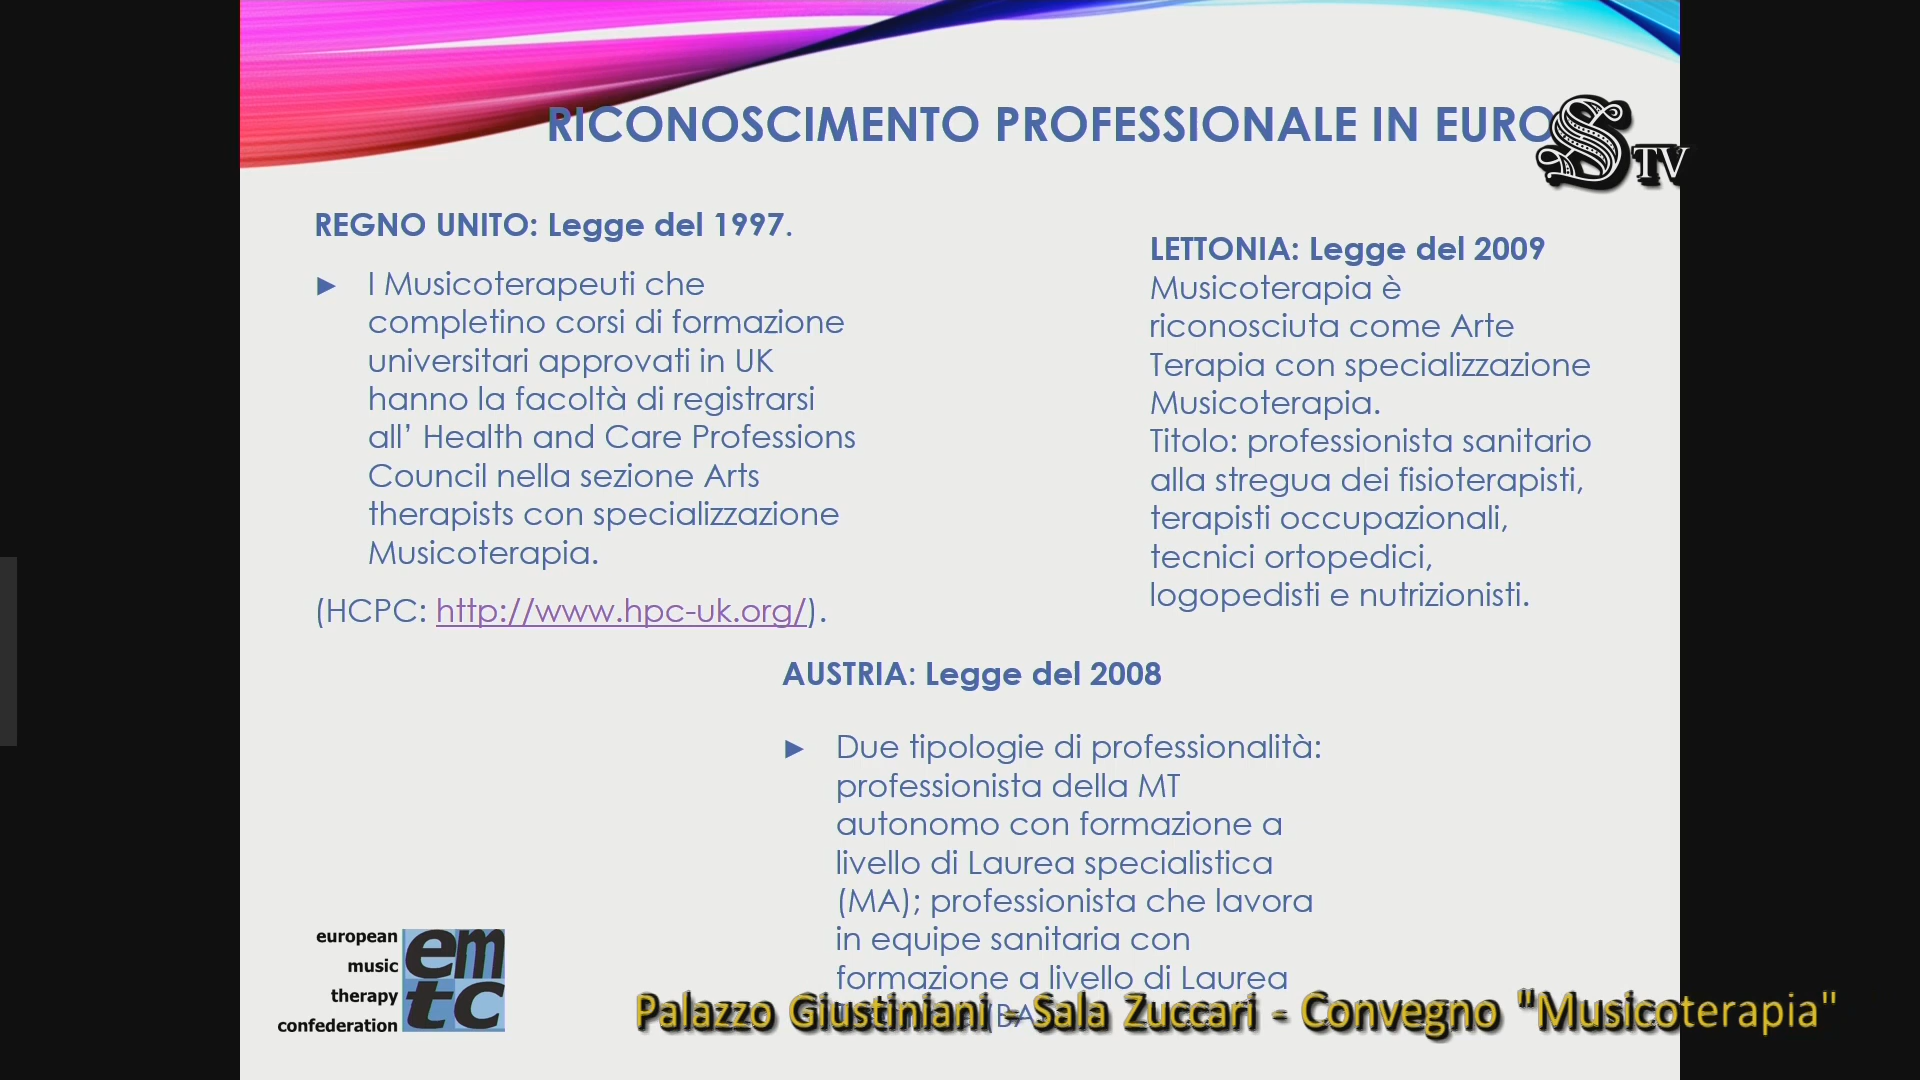 RICONOSCIMENTO PROFESSIONALE IN EURO
STV
REGNO UNITO: Legge del 1997.
► I Musicoterapeuti che
completino corsi di formazione
universitari approvati in UK
hanno la facoltà di registrarsi
all’ Health and Care Professions
Council nella sezione Arts
therapists con specializzazione
Musicoterapia.
(HCPC: http://www.hpc-uk.org/).
LETTONIA: Legge del 2009
Musicoterapia è
riconosciuta come Arte
Terapia con specializzazione
Musicoterapia.
Titolo: professionista sanitario
alla stregua dei fisioterapisti,
terapisti occupazionali,
tecnici ortopedici,
logopedisti e nutrizionisti.
AUSTRIA: Legge del 2008
► Due tipologie di professionalità:
professionista della MT
autonomo con formazione a
livello di Laurea specialistica
(MA); professionista che lavora
in equipe sanitaria con
formazione a livello di Laurea
(BA
european
music
therapy
confederation
emtc
Palazzo Giustiniani - Sala Zuccari - Convegno "Musicoterapia"